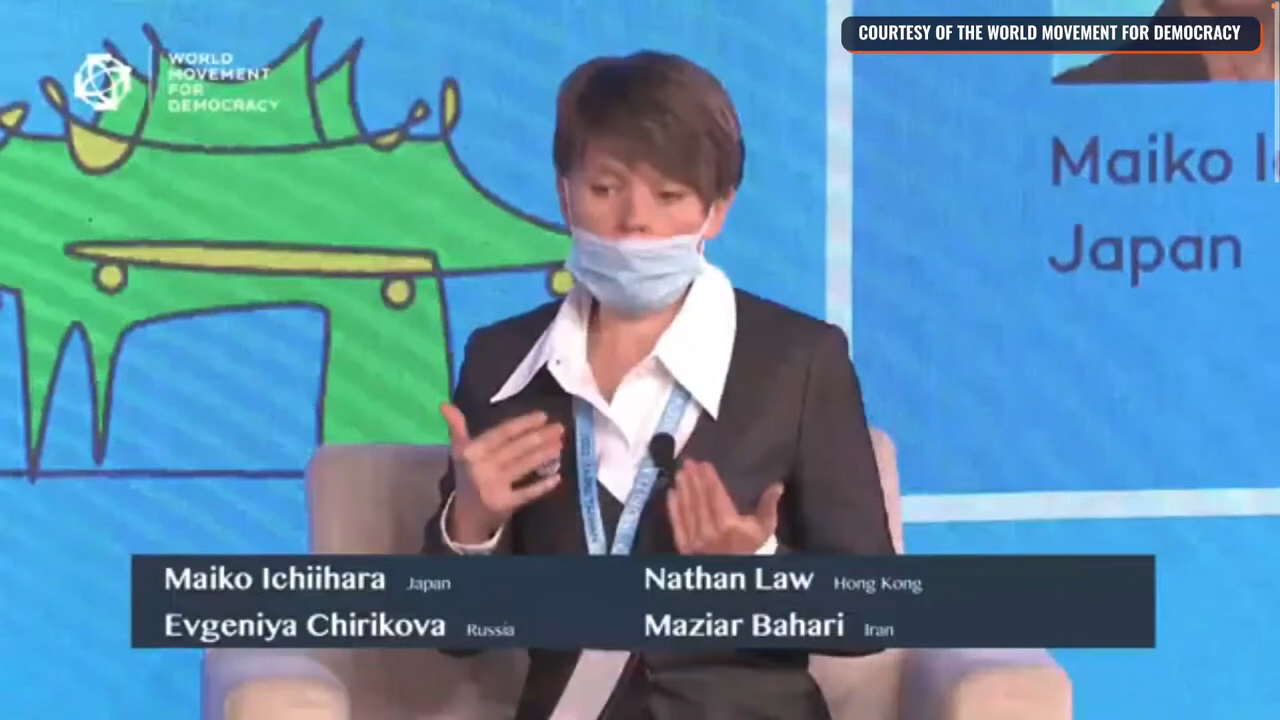 COURTESY OF THE WORLD MOVEMENT FOR DEMOCRACY
WORLD
MOVEMENT
FOR
DEMOCRACY
Maiko
Japan
Maiko Ichiihara Japan
Nathan Law Hong Kong
Evgeniya Chirikova Russia
Maziar Bahari Iran